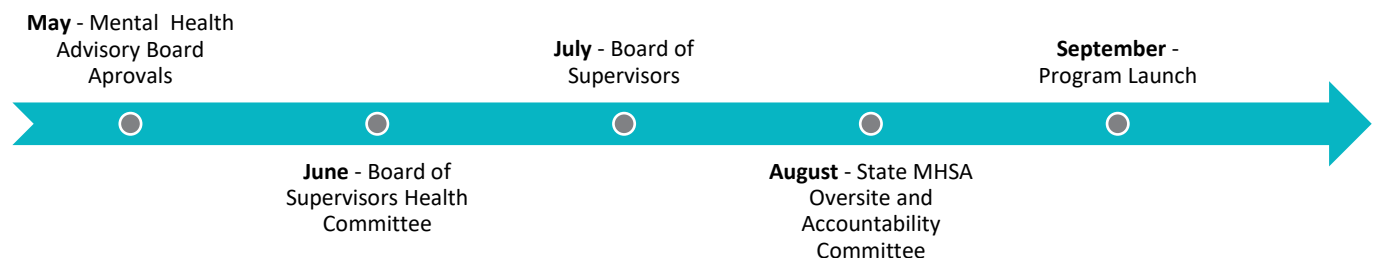 May - Mental Health
Advisory Board
Aprovals
June - Board of
Supervisors Health
Committee
July - Board of
Supervisors
August - State MHSA
Oversite and
Accountability
Committee
September -
Program Launch